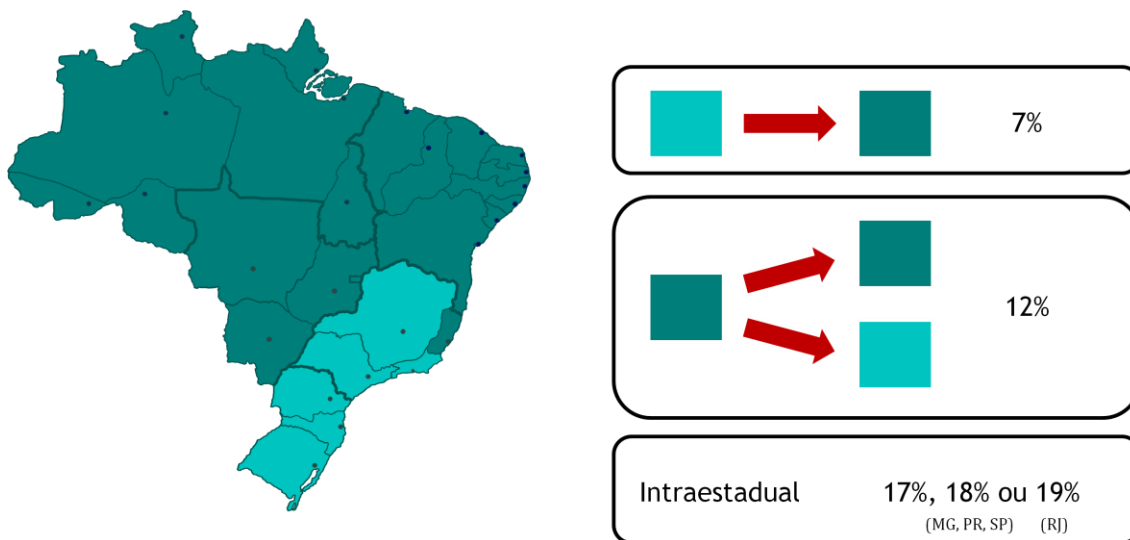 7%
12%
Intraestadual 17%, 18% ou 19%
(MG, PR, SP) (RJ)